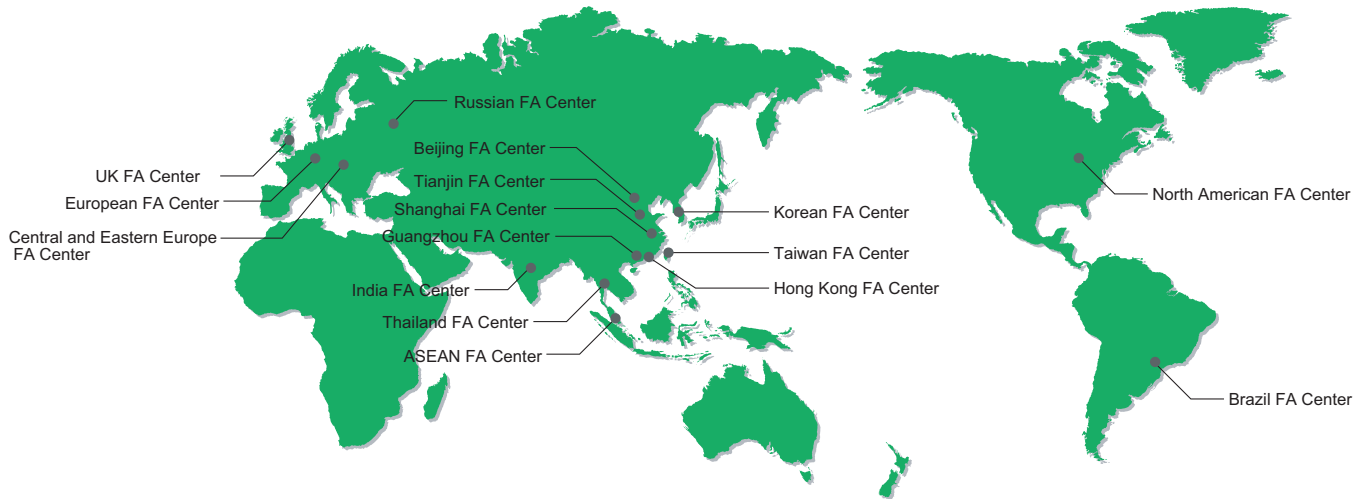 Russian FA Center
Beijing FA Center
UK FA Center
Tianjin FA Center
North American FA Center
European FA Center
Shanghai FA Center
Korean FA Center
Central and Eastern Europe
FA Center
Guangzhou FA Center
Taiwan FA Center
India FA Center
Hong Kong FA Center
Thailand FA Center
ASEAN FA Center
Brazil FA Center